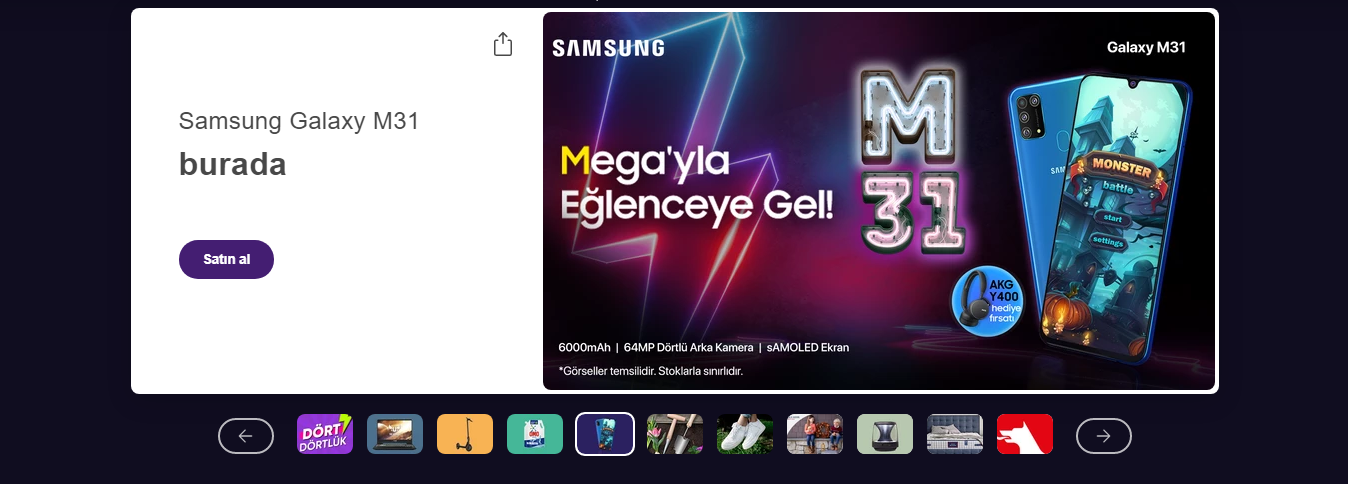 Samsung Galaxy M31
burada
Satın al
SAMSUNG
Galaxy M31
Mega'yla
Eğlenceye Gel!
M
31
MONSTER
battle
start
settings
AKG
Y400
hediye
fırsatı
6000mAh | 64MP Dörtlü Arka Kamera | sAMOLED Ekran
*Görseller temsilidir. Stoklarla sınırlıdır.
DÖRT
DÖRTLÜK
OMO